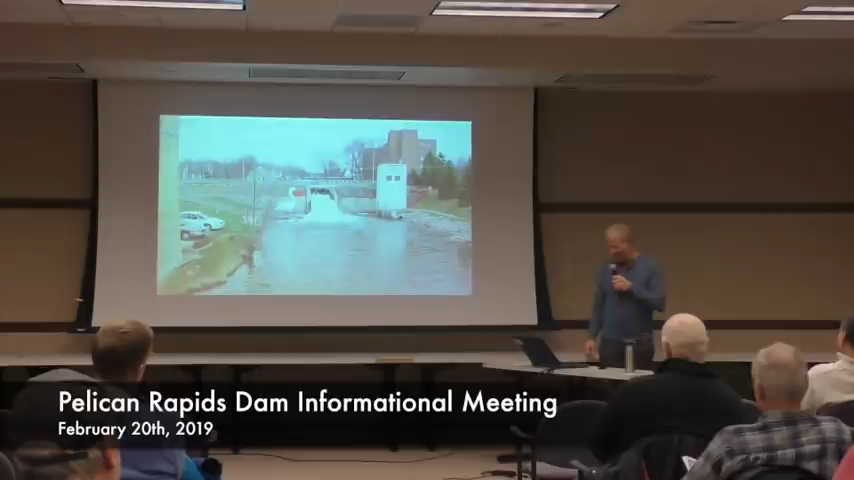 Pelican Rapids Dam Informational Meeting
February 20th, 2019